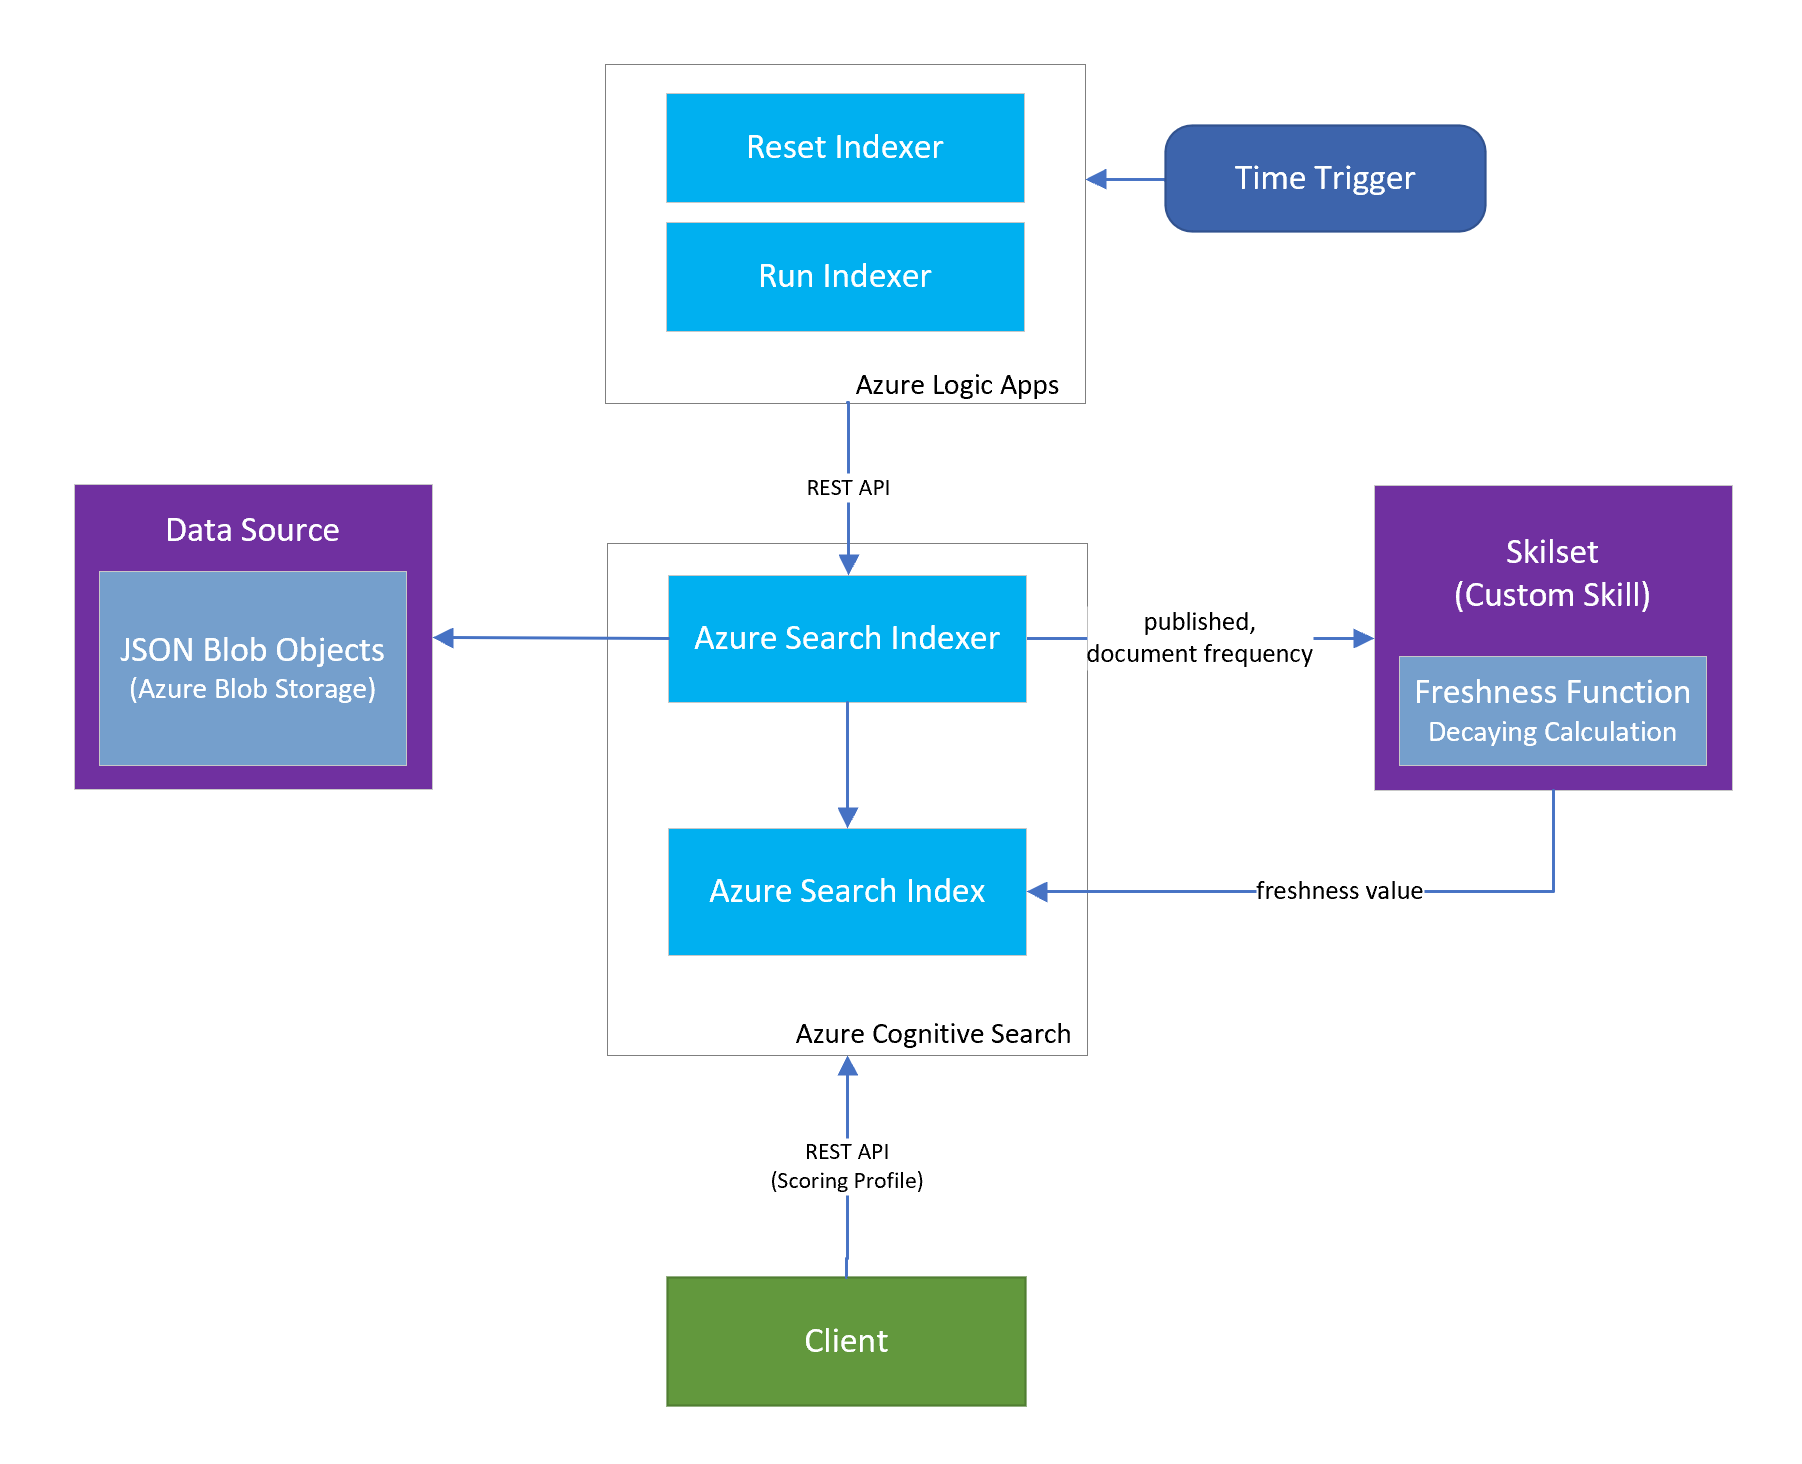 Reset Indexer
Time Trigger
Run Indexer
Azure Logic Apps
REST API
Data Source
JSON Blob Objects
(Azure Blob Storage)
Azure Search Indexer
published,
document frequency
Skilset
(Custom Skill)
Freshness Function
Decaying Calculation
Azure Search Index
freshness value
Azure Cognitive Search
REST API
(Scoring Profile)
Client